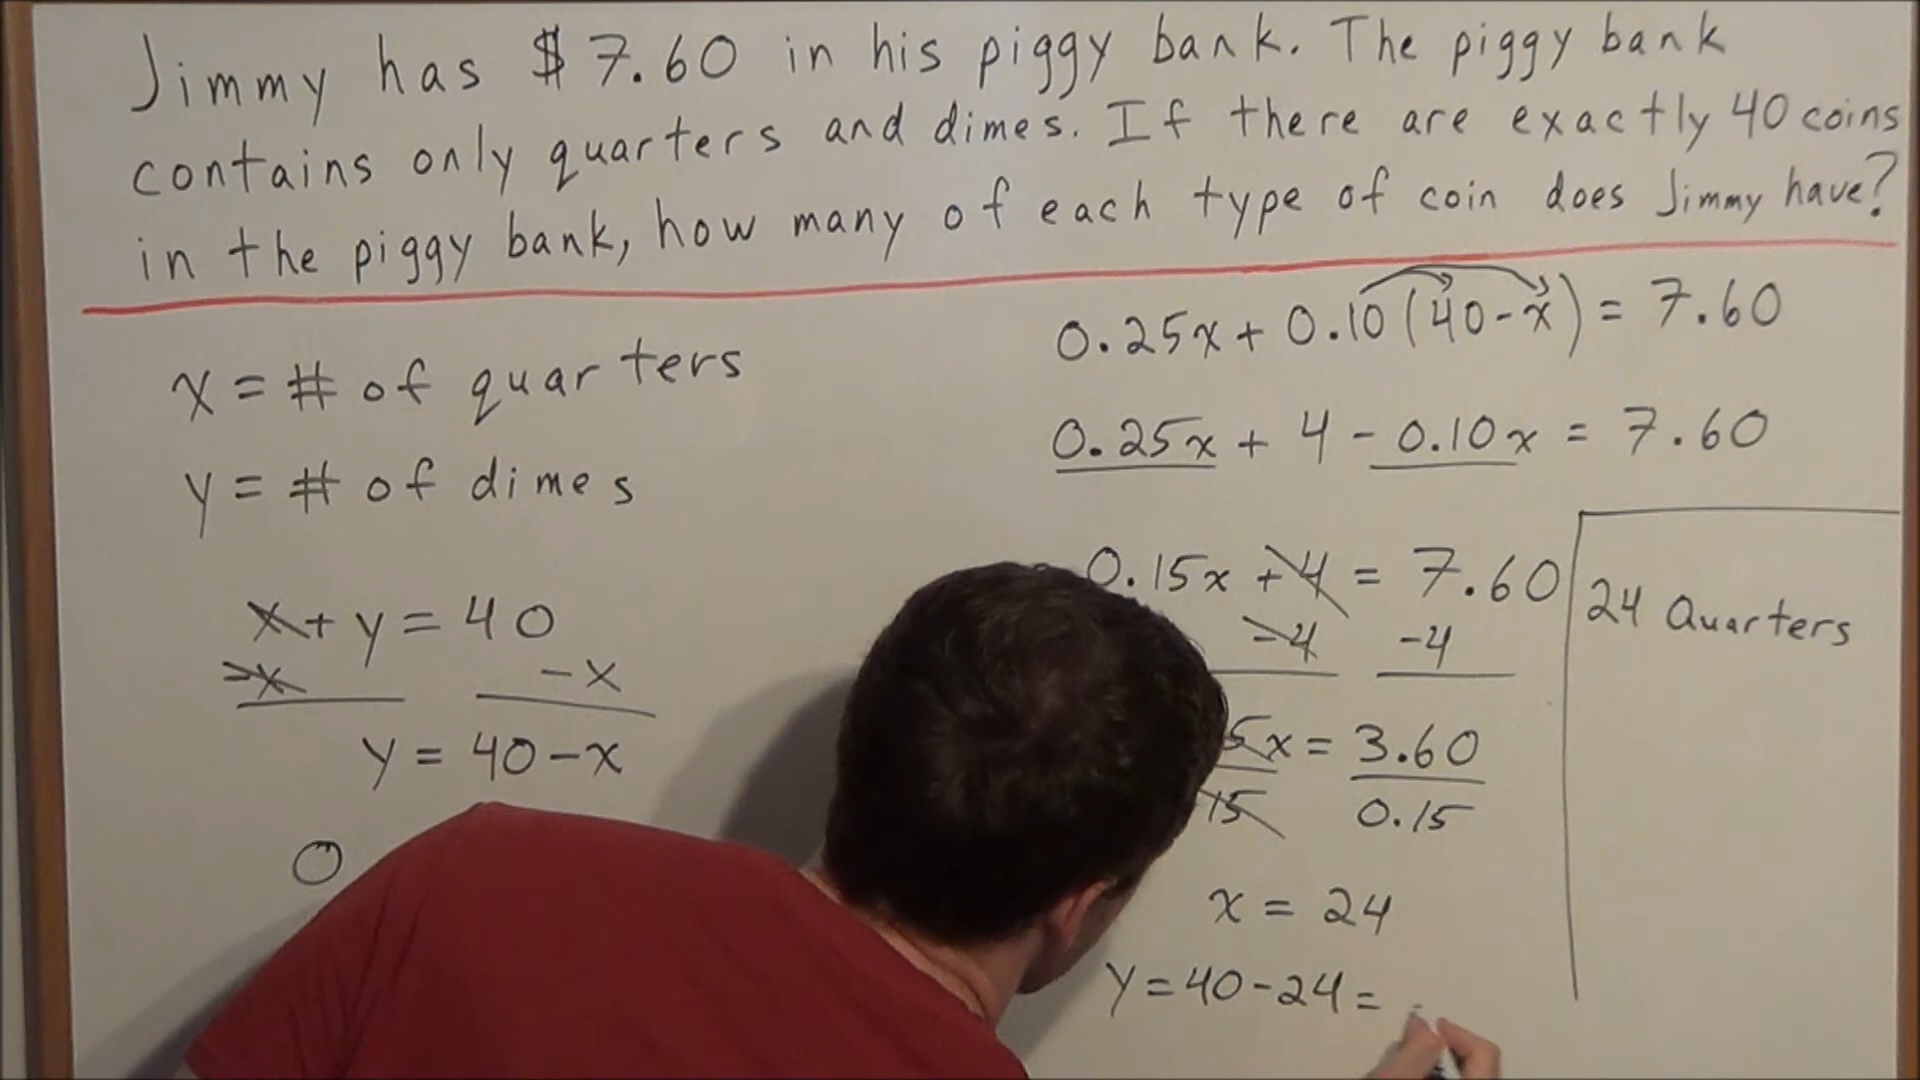 Jimmy has $7.60 in his piggy bank. The piggy bank
contains only quarters and dimes. If there are exactly 40 coins
in the piggy bank, how many of each type of coin does Jimmy have?
x = # of quarters
y = # of dimes
x + y = 40
-x -x
y = 40 - x
0
0.25x + 0.10(40-x) = 7.60
0.25x + 4 - 0.10x = 7.60
0.15x + 4 = 7.60
-4 -4
5x = 3.60
15 0.15
x = 24
y = 40 - 24 =
24 Quarters